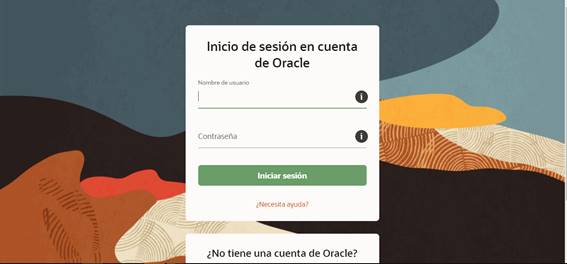 Inicio de sesión en cuenta
de Oracle
Nombre de usuario
i
Contraseña
i
Iniciar sesión
¿Necesita ayuda?
¿No tiene una cuenta de Oracle?